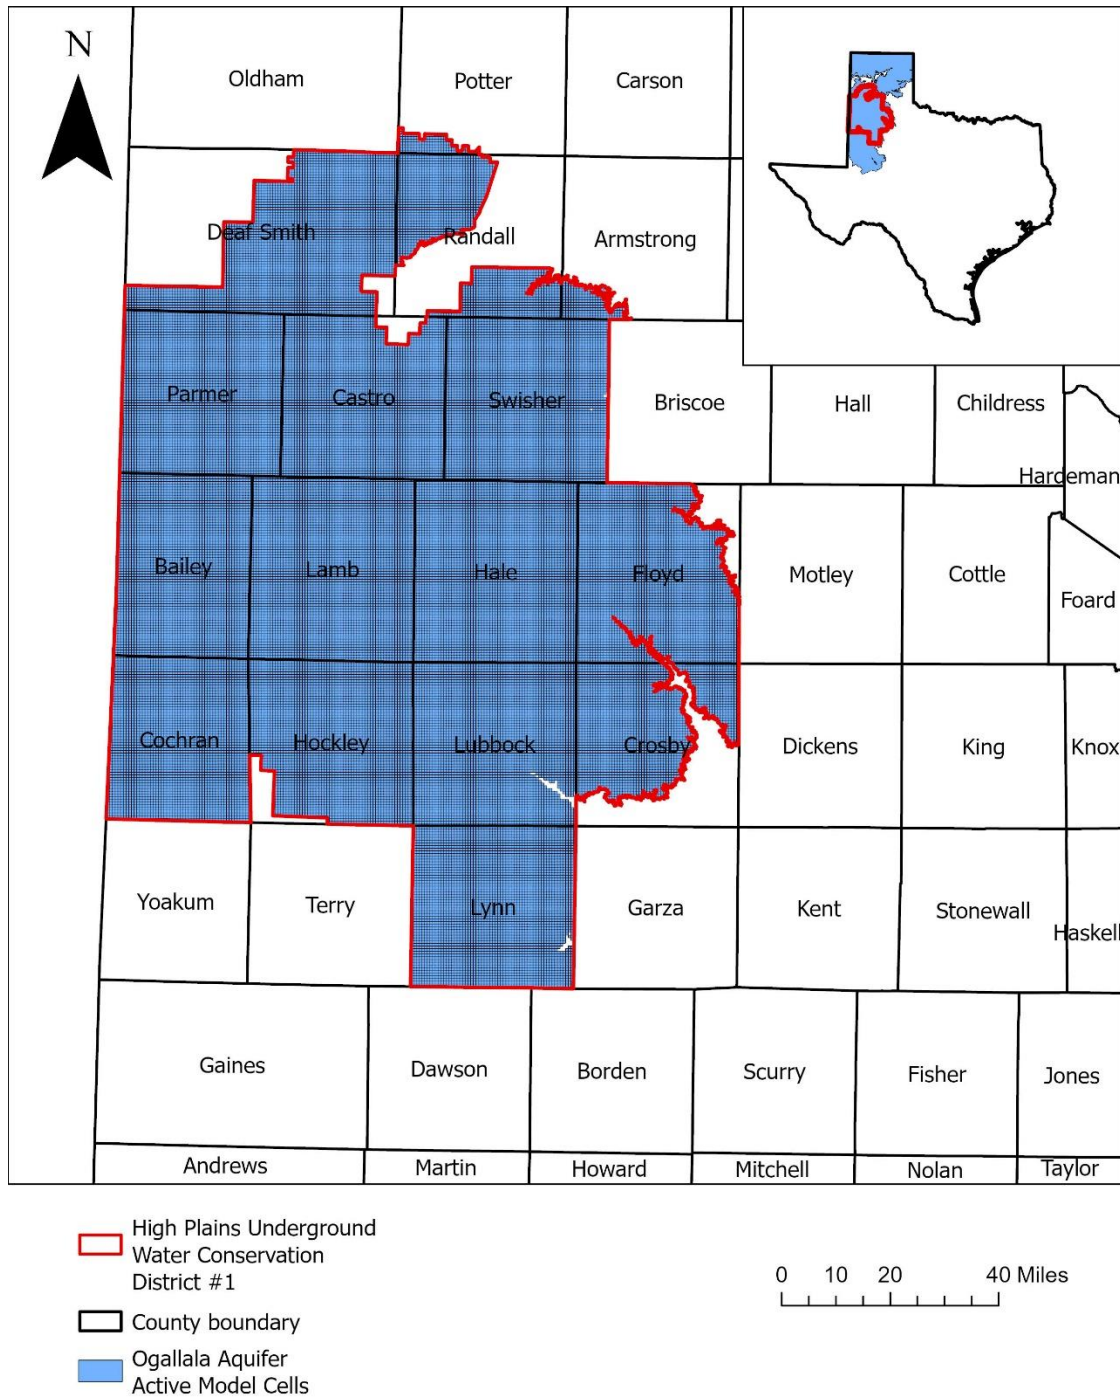 N
Oldham
Potter
Carson
Deaf Smith
Randall
Armstrong
Parmer
Castro
Swisher
Briscoe
Hall
Childress
Hardeman
Bailey
Lamb
Hale
Floyd
Motley
Cottle
Foard
Cochran
Hockley
Lubbock
Crosby
Dickens
King
Knox
Yoakum
Terry
Lynn
Garza
Kent
Stonewall
Haskell
Gaines
Dawson
Borden
Scurry
Fisher
Jones
Andrews
Martin
Howard
Mitchell
Nolan
Taylor
High Plains Underground
Water Conservation
District #1
County boundary
Ogallala Aquifer
Active Model Cells
0 10 20 40 Miles